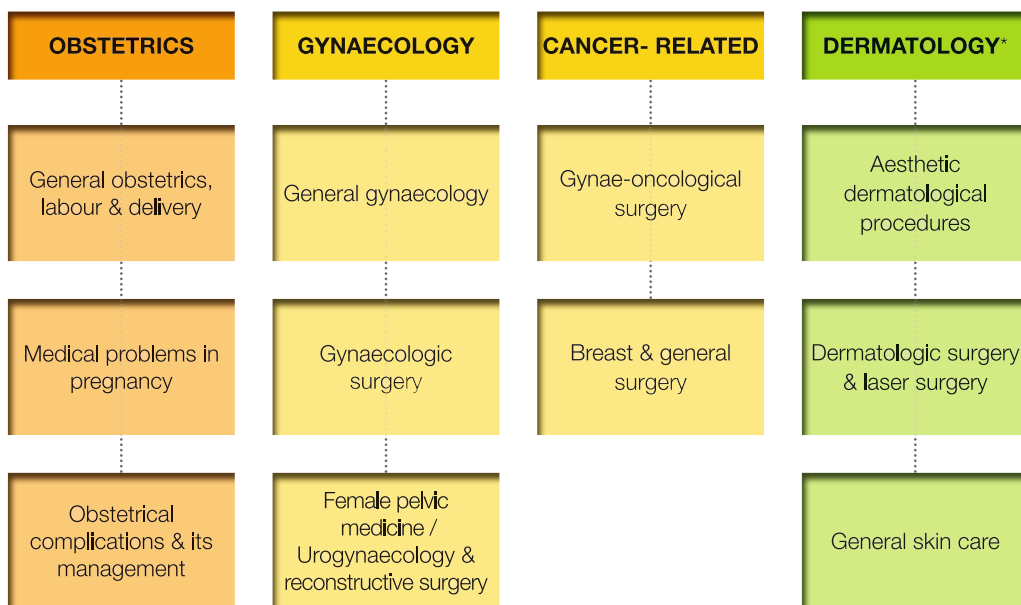 OBSTETRICS
General obstetrics,
labour & delivery
Medical problems in
pregnancy
Obstetrical
complications & its
management
GYNAECOLOGY
General gynaecology
Gynaecologic
surgery
Female pelvic
medicine /
Urogynaecology &
reconstructive surgery
CANCER- RELATED
Gynae-oncological
surgery
Breast & general
surgery
DERMATOLOGY*
Aesthetic
dermatological
procedures
Dermatologic surgery
& laser surgery
General skin care